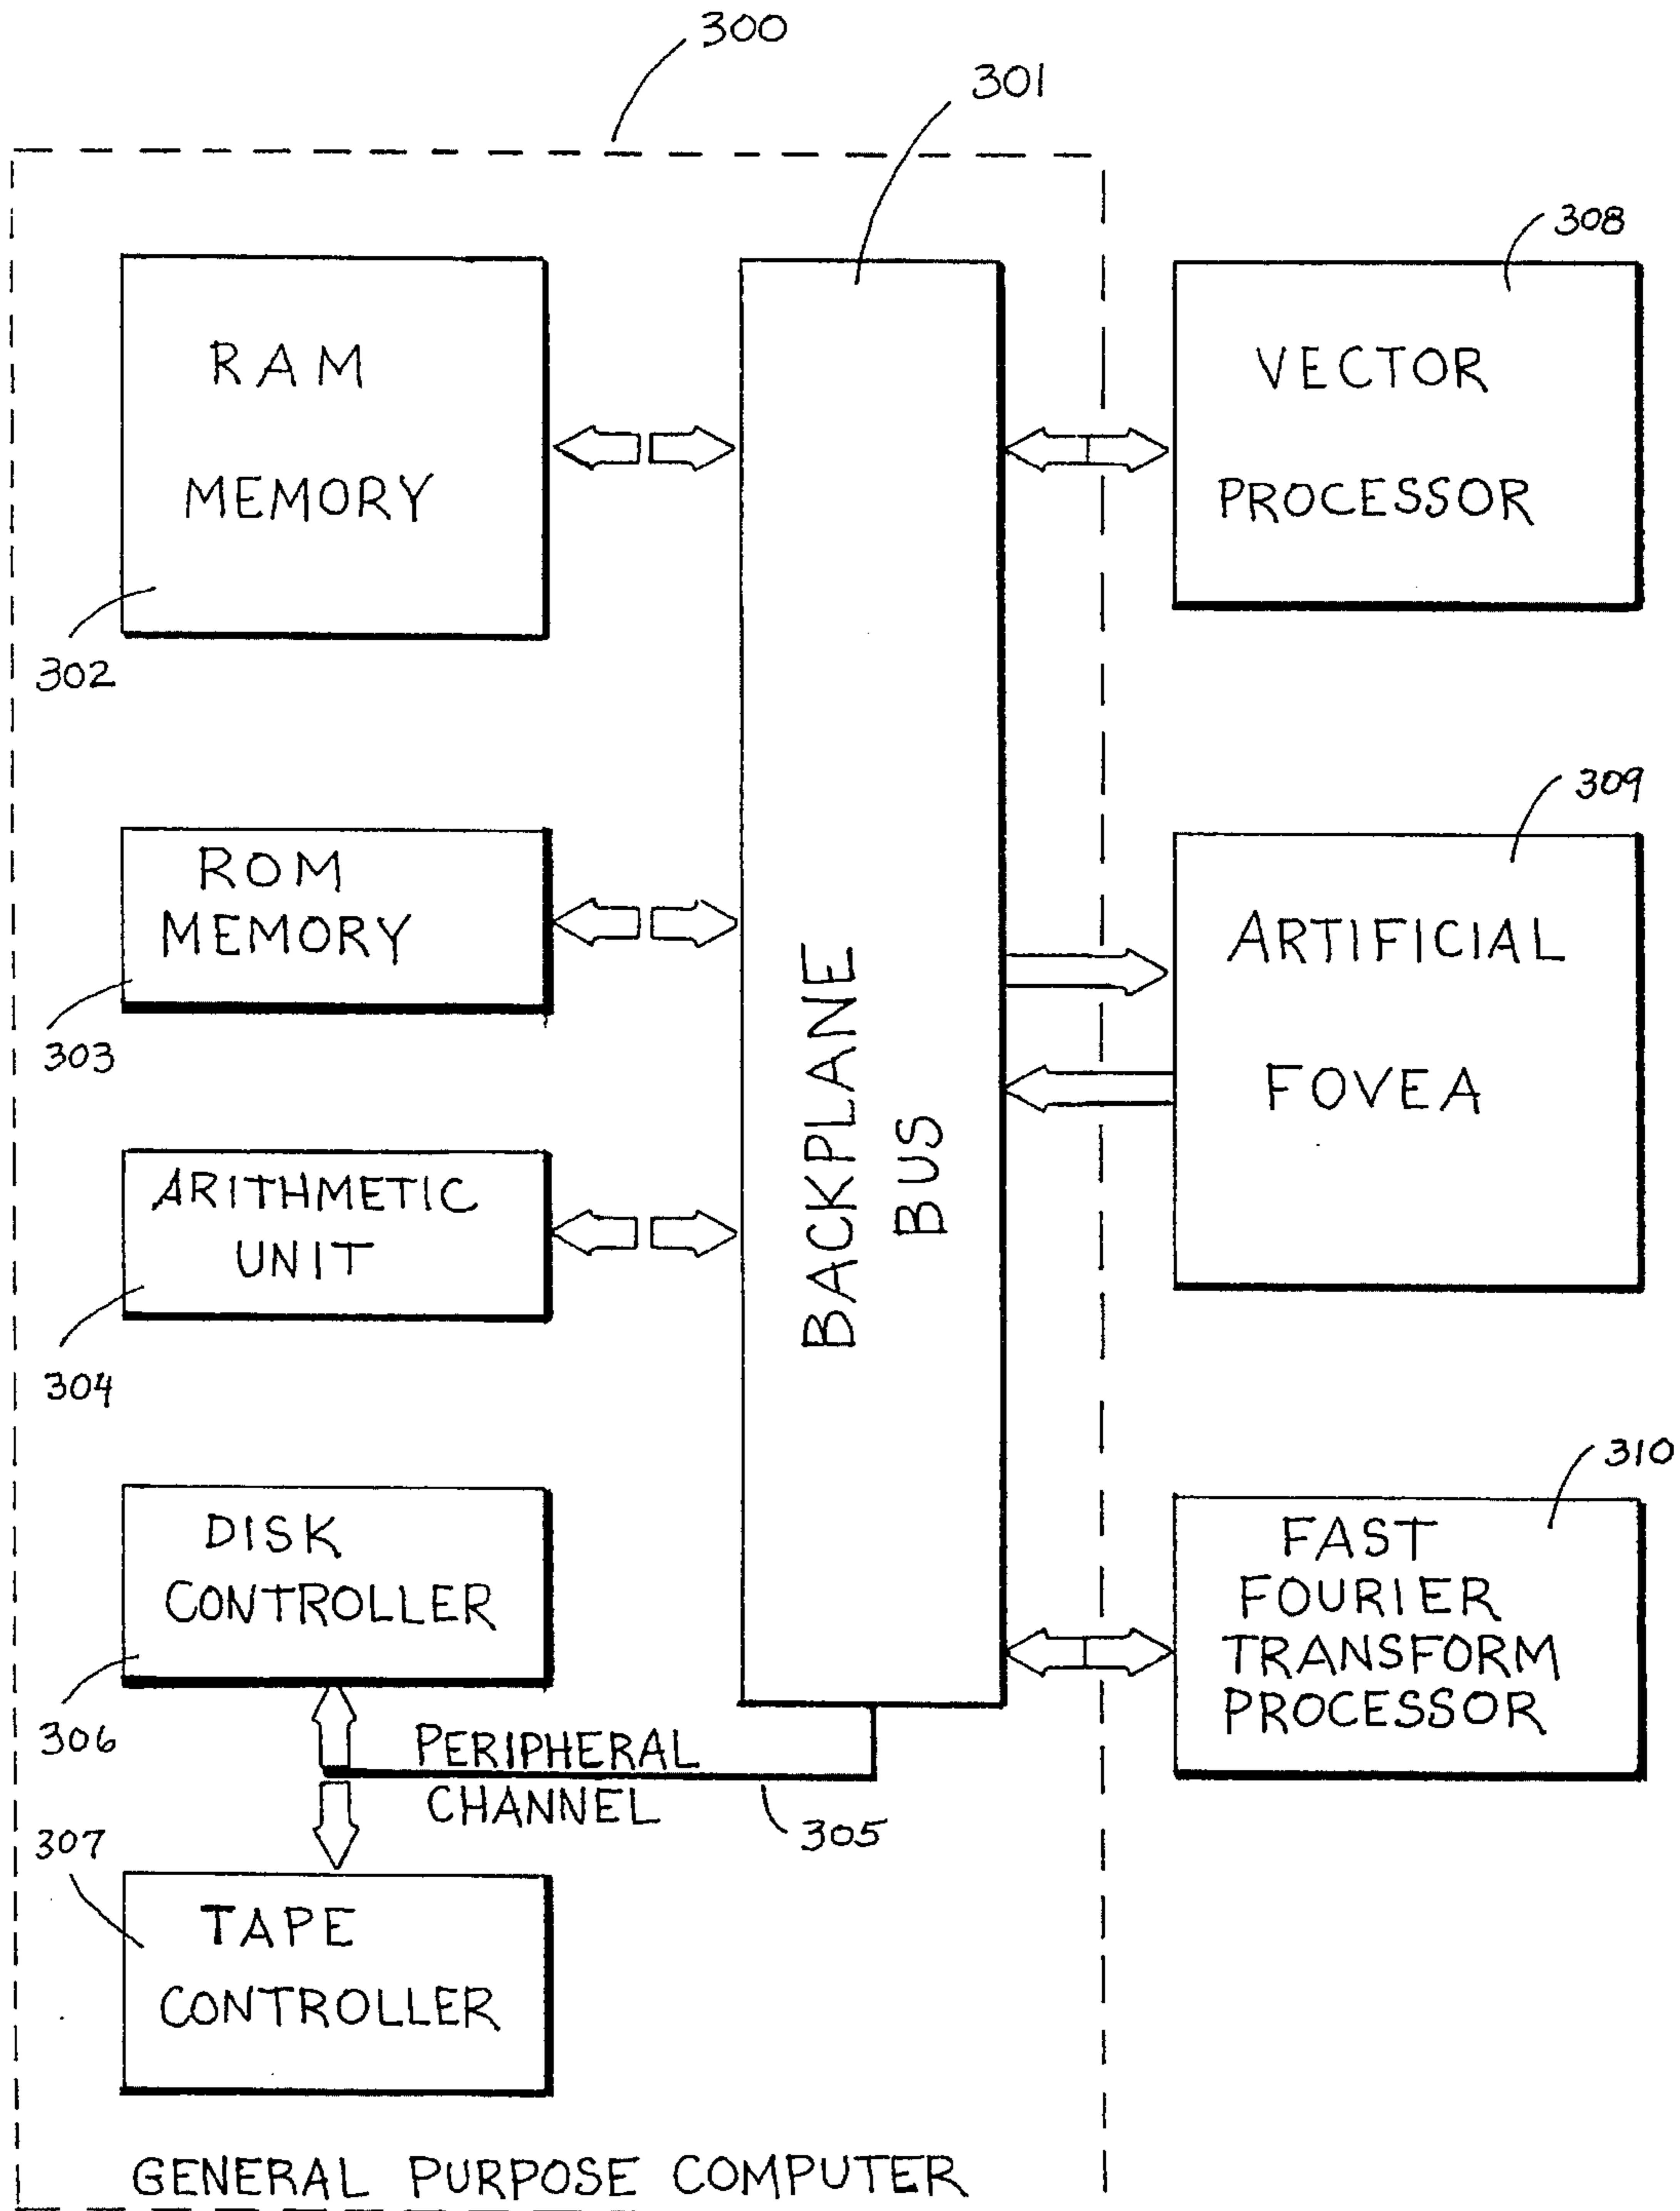 300
301
308
RAM
MEMORY
302
VECTOR
PROCESSOR
309
ROM
MEMORY
303
BACKPLANE
BUS
ARTIFICIAL
FOVEA
ARITHMETIC
UNIT
304
310
DISK
CONTROLLER
306
FAST
FOURIER
TRANSFORM
PROCESSOR
PERIPHERAL
CHANNEL
305
307
TAPE
CONTROLLER
GENERAL PURPOSE COMPUTER